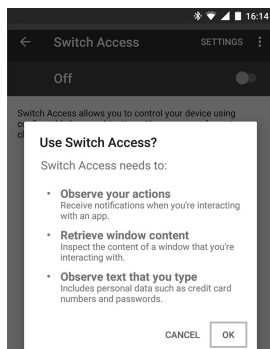 16:14
Switch Access SETTINGS
Off
Switch Access allows you to control your device using
Use Switch Access?
Switch Access needs to:
• Observe your actions
Receive notifications when you're interacting
with an app.
• Retrieve window content
Inspect the content of a window that you're
interacting with.
• Observe text that you type
Includes personal data such as credit card
numbers and passwords.
CANCEL OK